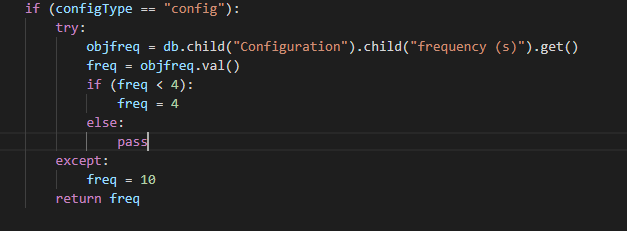 if (configType == "config"):
try:
objfreq = db.child("Configuration").child("frequency (s)").get()
freq = objfreq.val()
if (freq < 4):
freq = 4
else:
pass
except:
freq = 10
return freq